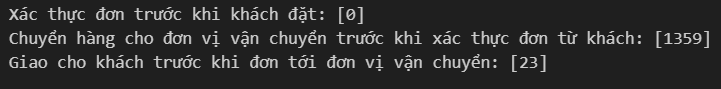 Xác thực đơn trước khi khách đặt: [0]
Chuyển hàng cho đơn vị vận chuyển trước khi xác thực đơn từ khách: [1359]
Giao cho khách trước khi đơn tới đơn vị vận chuyển: [23]